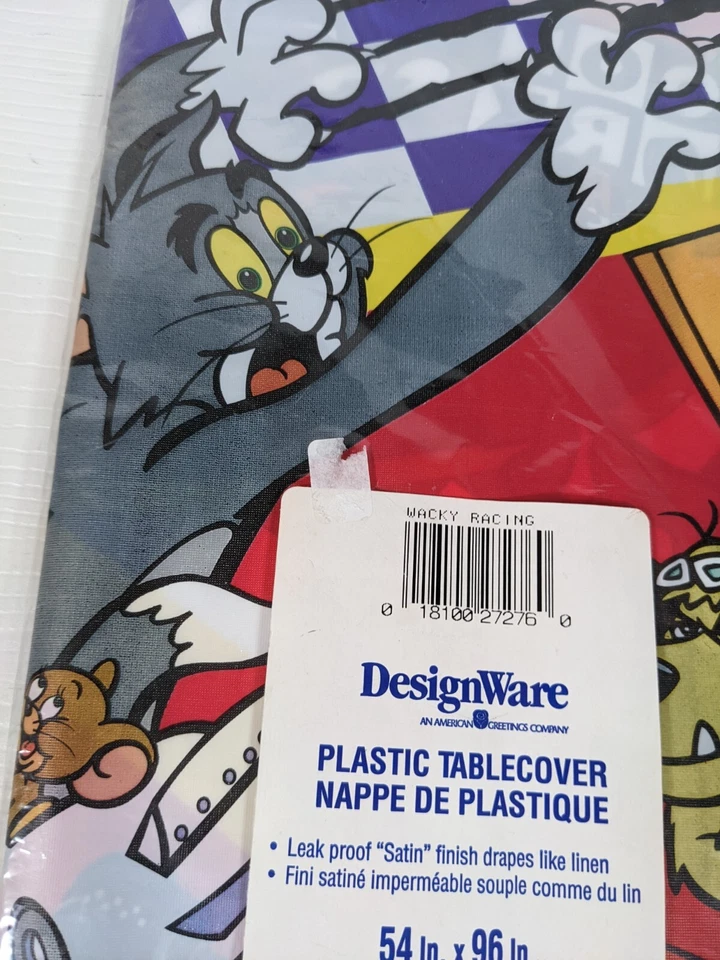 WACKY RACING
0 18100 27276 0
DesignWare
AN AMERICAN GREETINGS COMPANY
PLASTIC TABLECOVER
NAPPE DE PLASTIQUE
• Leak proof “Satin” finish drapes like linen
• Fini satiné imperméable souple comme du lin
54 In. x 96 In.